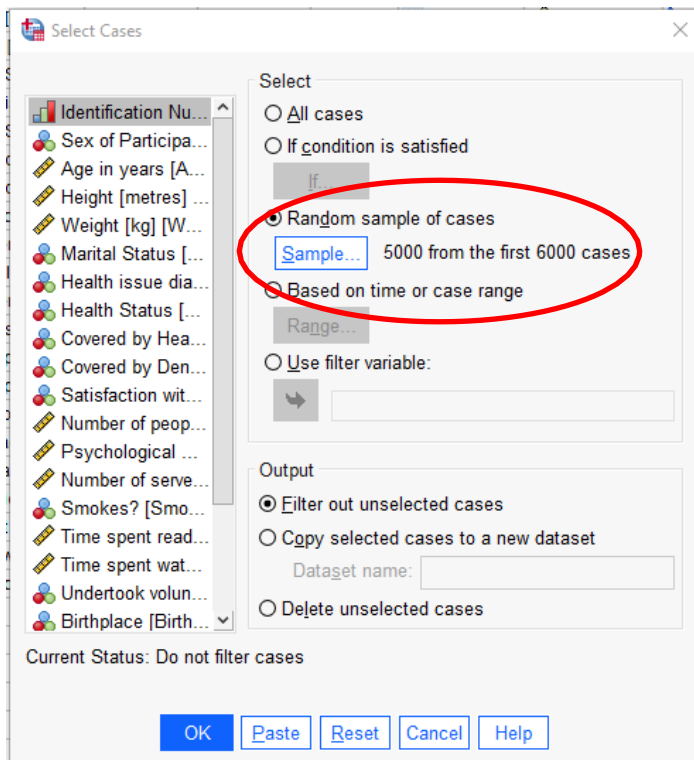 Select Cases
Identification Nu...
Sex of Participa...
Age in years [A...
Height [metres] ...
Weight [kg] [W...
Marital Status [...
Health issue dia...
Health Status [...
Covered by Hea...
Covered by Den...
Satisfaction wit...
Number of peop...
Psychological ...
Number of serve...
Smokes? [Smo...
Time spent read...
Time spent wat...
Undertook volun...
Birthplace [Birth...
Select
All cases
If condition is satisfied
If...
Random sample of cases
Sample... 5000 from the first 6000 cases
Based on time or case range
Range...
Use filter variable:
Output
Filter out unselected cases
Copy selected cases to a new dataset
Dataset name:
Delete unselected cases
Current Status: Do not filter cases
OK Paste Reset Cancel Help